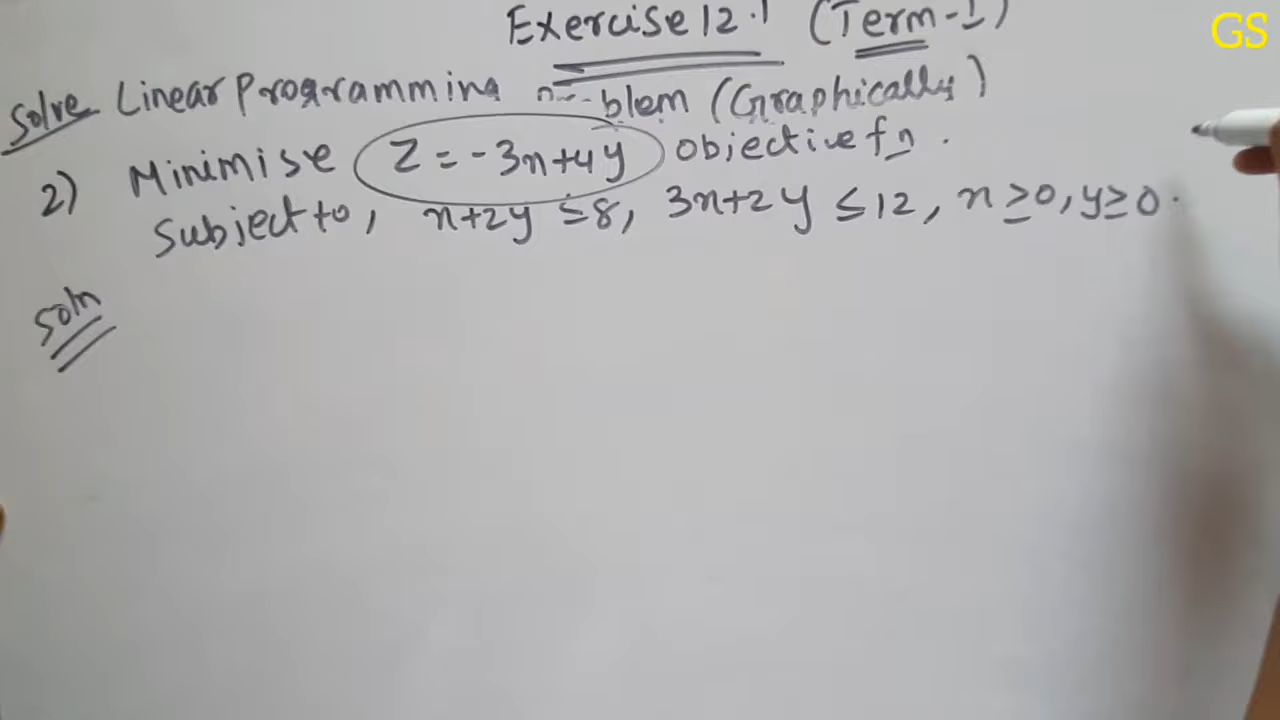 Exercise 12.1 (Term-1)
GS
Solve Linear Programming blem (Graphically)
2) Minimise Z = -3x+4y objective fn.
Subject to, x+2y ≤8, 3x+2y ≤12, x≥0, y≥0.
Soln